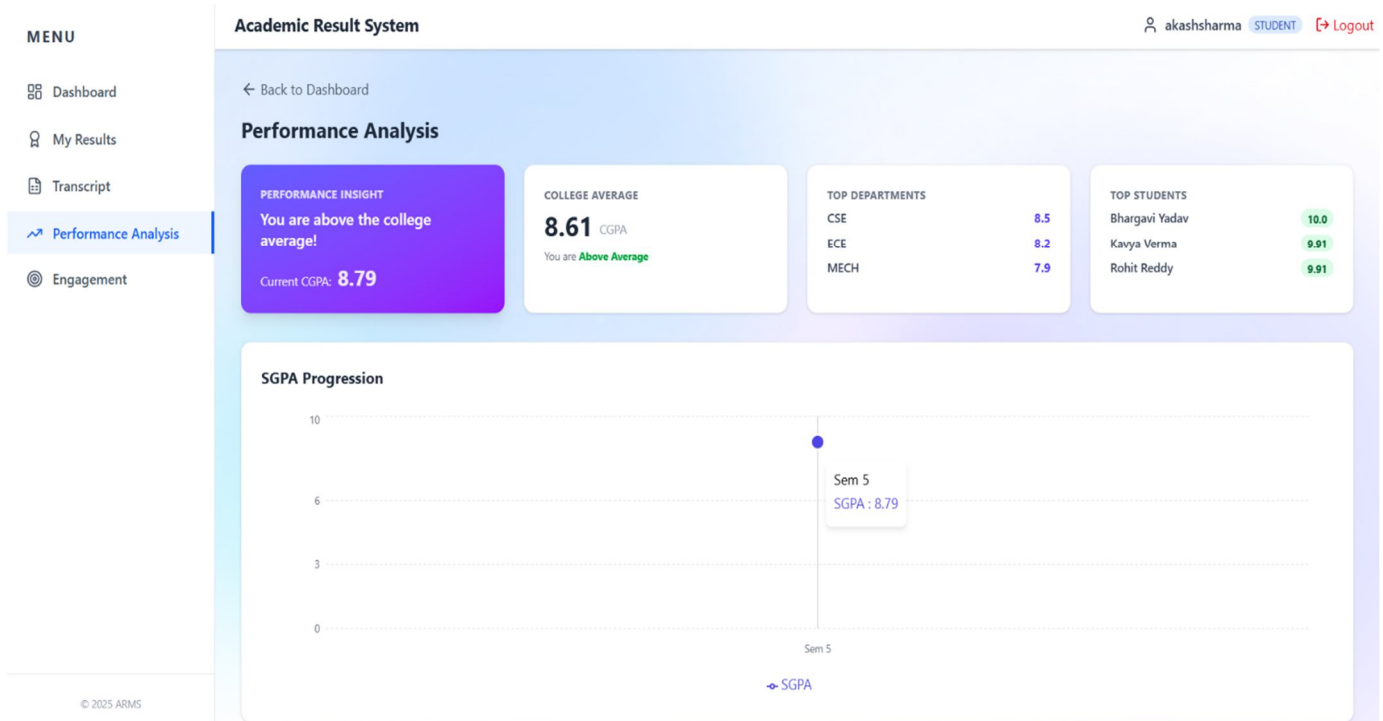 MENU
Dashboard
My Results
Transcript
Performance Analysis
Engagement
© 2025 ARMS
Academic Result System
akashsharma STUDENT Logout
Back to Dashboard
Performance Analysis
PERFORMANCE INSIGHT
You are above the college
average!
Current CGPA: 8.79
COLLEGE AVERAGE
8.61 CGPA
You are Above Average
TOP DEPARTMENTS
CSE 8.5
ECE 8.2
MECH 7.9
TOP STUDENTS
Bhargavi Yadav 10.0
Kavya Verma 9.91
Rohit Reddy 9.91
SGPA Progression
10
6
3
0
Sem 5
SGPA : 8.79
Sem 5
SGPA